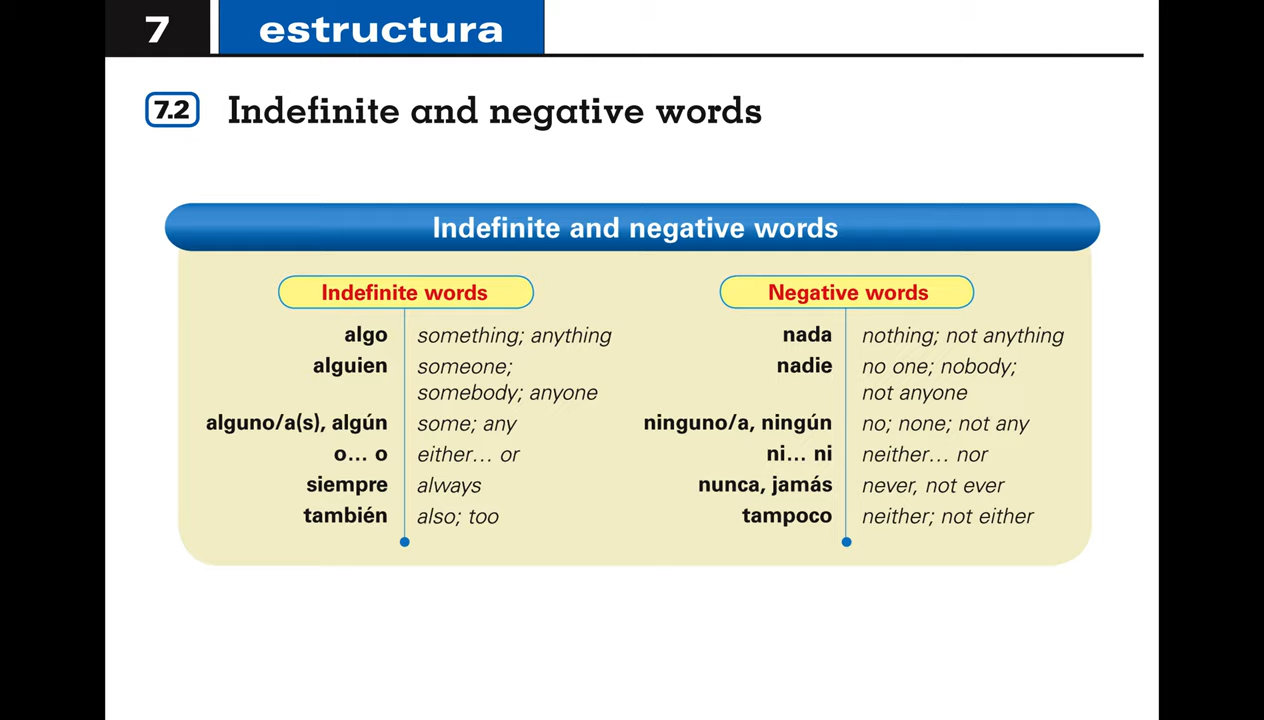 7 estructura
7.2 Indefinite and negative words
Indefinite and negative words
Indefinite words
algo something; anything
alguien someone;
somebody; anyone
alguno/a(s), algún some; any
o... o either... or
siempre always
también also; too
Negative words
nada nothing; not anything
nadie no one; nobody;
not anyone
ninguno/a, ningún no; none; not any
ni... ni neither... nor
nunca, jamás never, not ever
tampoco neither; not either